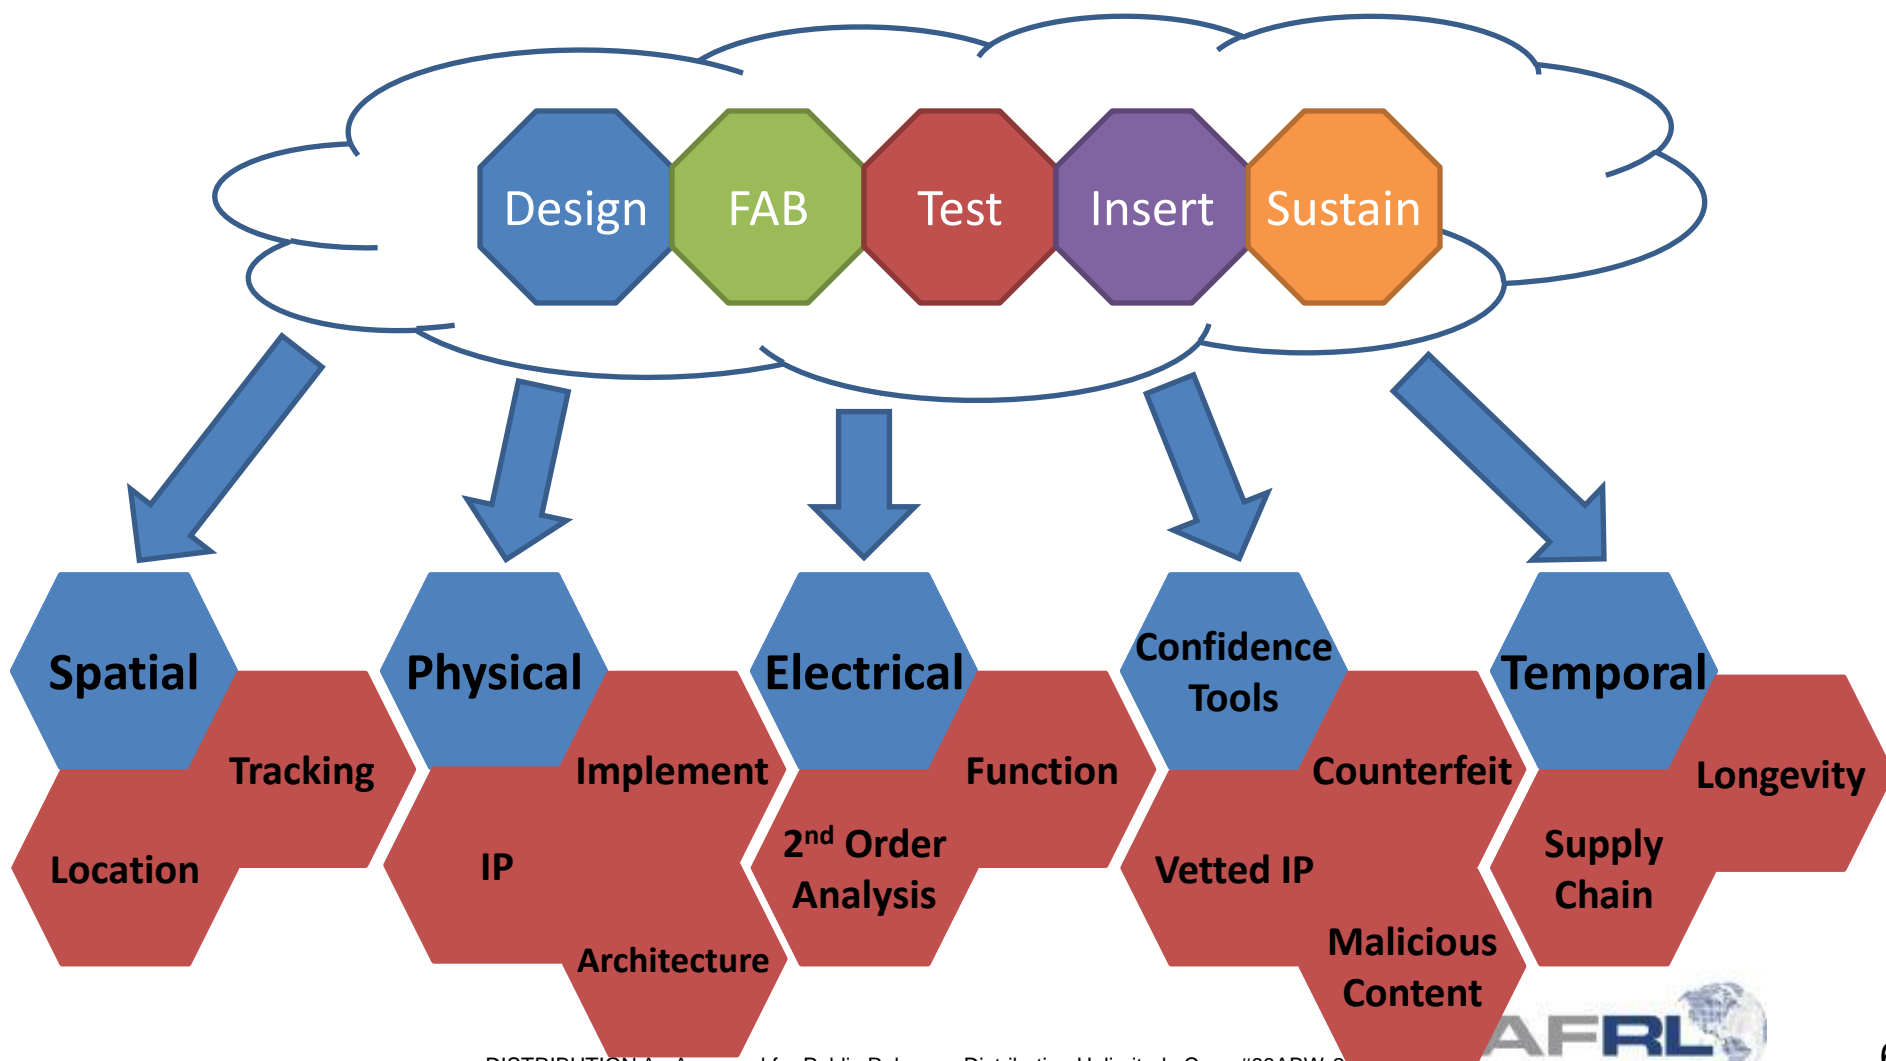 Design FAB Test Insert Sustain
Spatial
Tracking
Location
Physical
Implement
IP
Architecture
Electrical
Function
2nd Order
Analysis
Confidence
Tools
Counterfeit
Vetted IP
Malicious
Content
Temporal
Longevity
Supply
Chain
AFRL